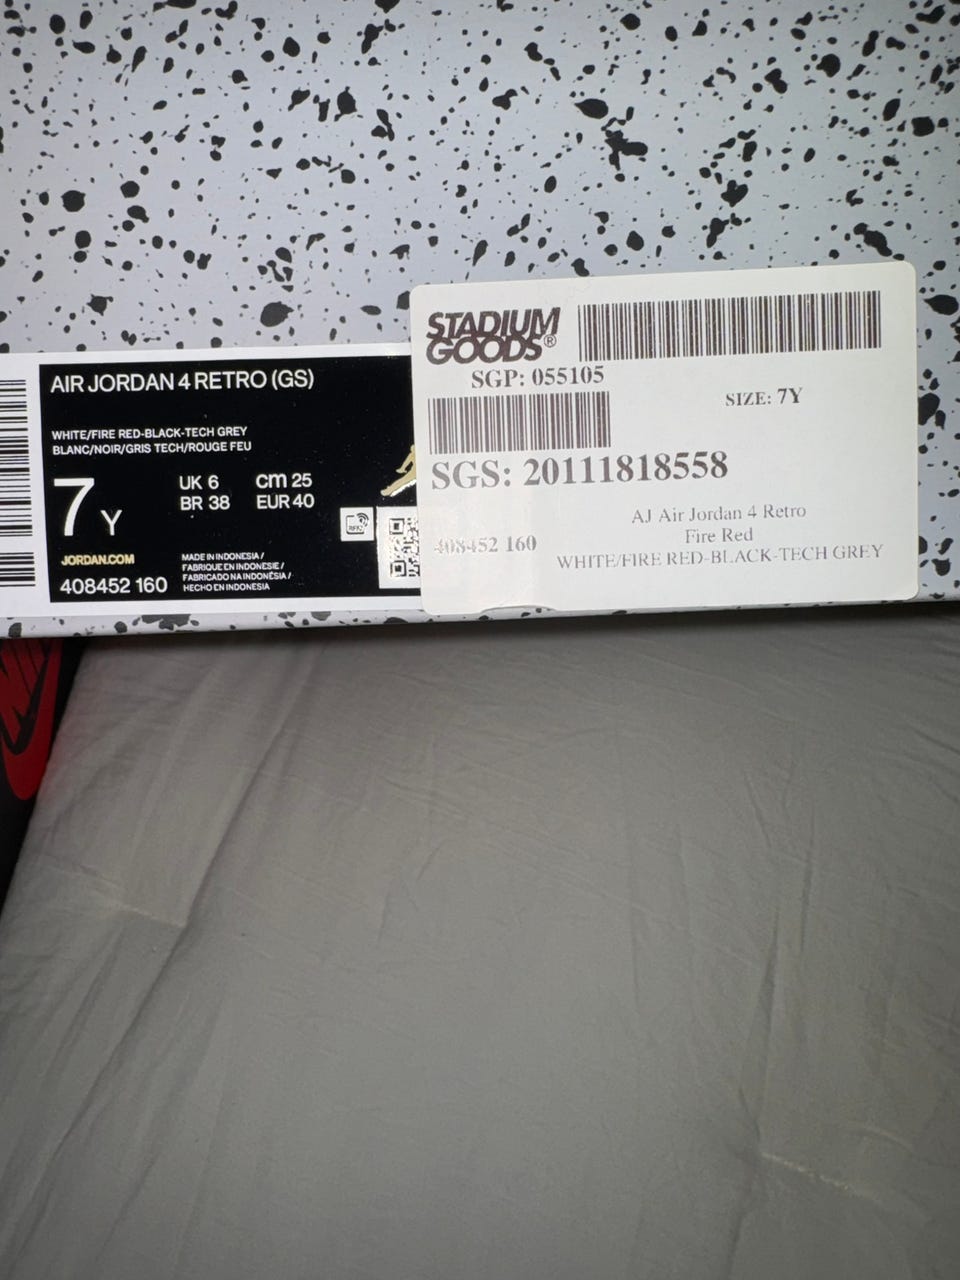 AIR JORDAN 4 RETRO (GS)
WHITE/FIRE RED-BLACK-TECH GREY
BLANC/NOIR/GRIS TECH/ROUGE FEU
7 Y
UK 6
BR 38
cm 25
EUR 40
RFID
JORDAN.COM
408452 160
MADE IN INDONESIA /
FABRIQUE EN INDONESIE /
FABRICADO NA INDONÉSIA /
HECHO EN INDONESIA
STADIUM
GOODS®
SGP: 055105
SIZE: 7Y
SGS: 20111818558
408452 160
AJ Air Jordan 4 Retro
Fire Red
WHITE/FIRE RED-BLACK-TECH GREY